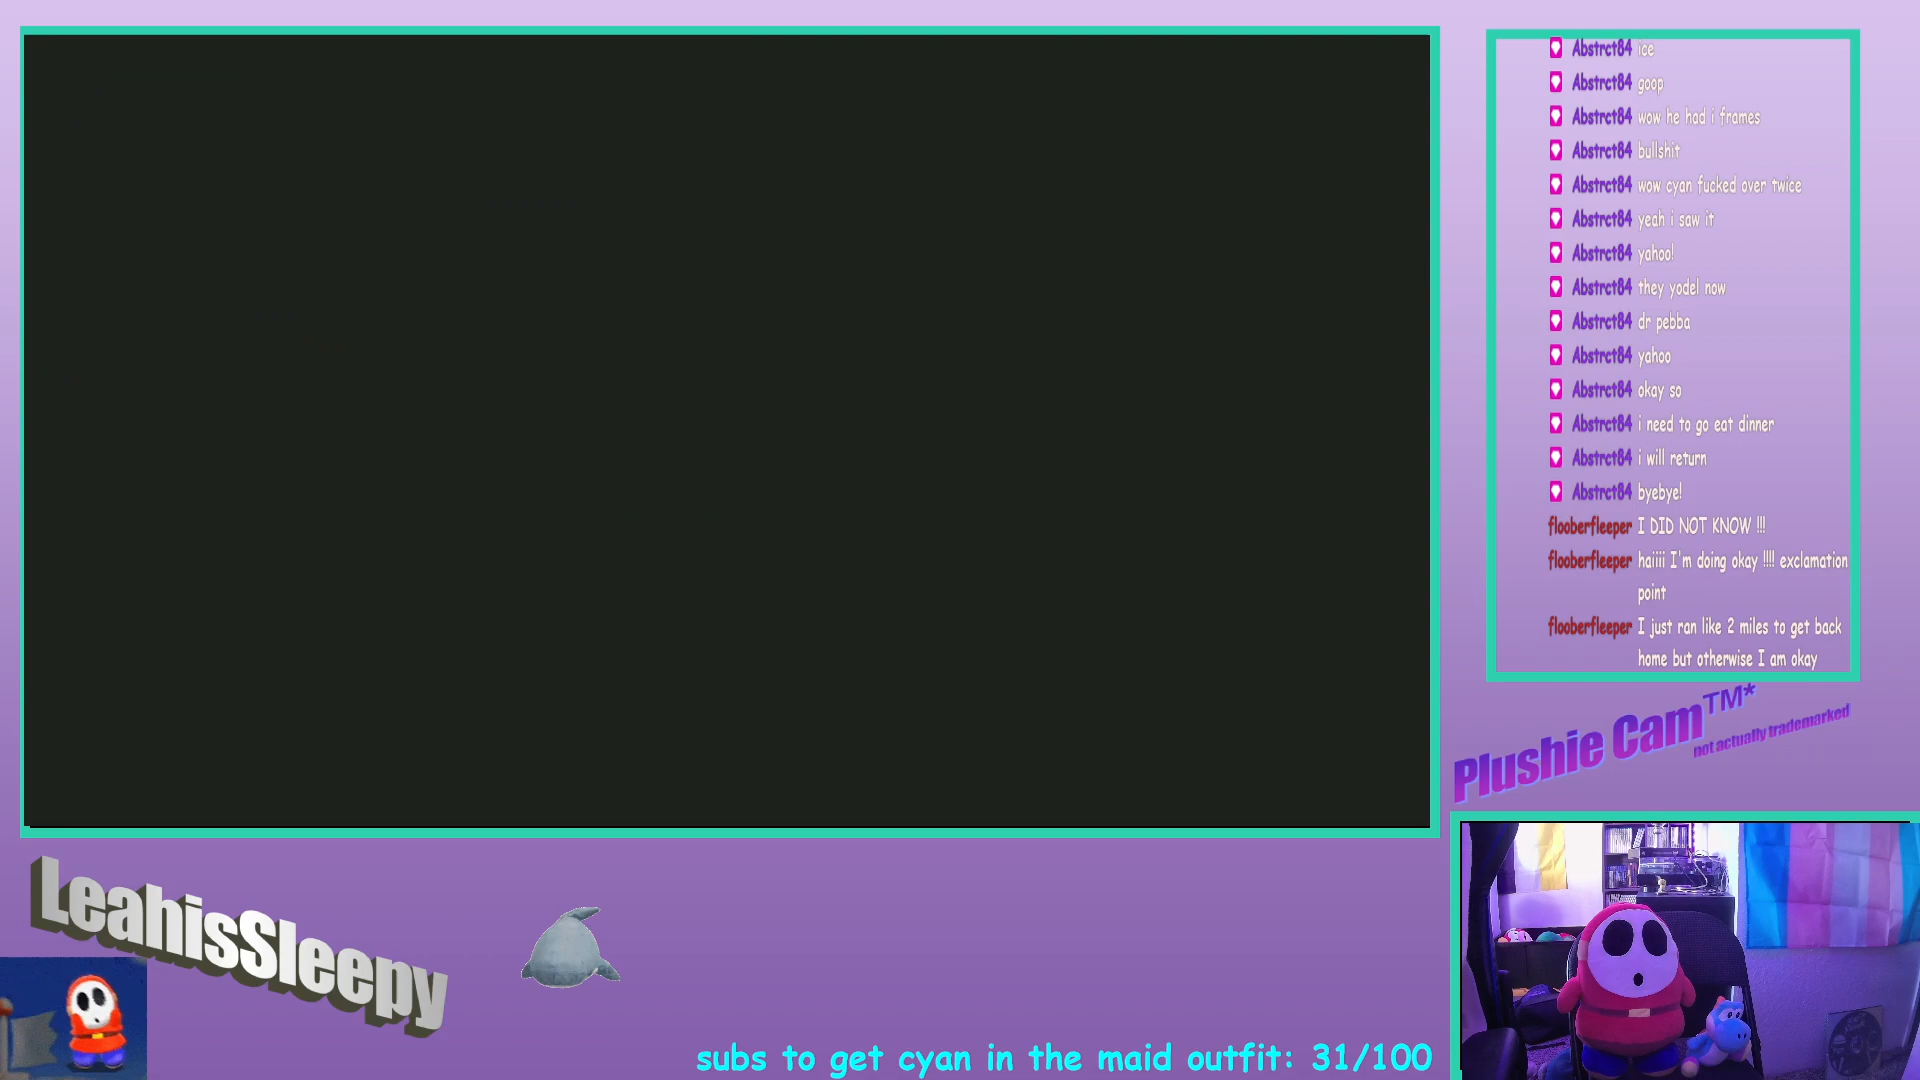 Abstrct84 ice
Abstrct84 goop
Abstrct84 wow he had i frames
Abstrct84 bullshit
Abstrct84 wow cyan fucked over twice
Abstrct84 yeah i saw it
Abstrct84 yahoo!
Abstrct84 they yodel now
Abstrct84 dr pebba
Abstrct84 yahoo
Abstrct84 okay so
Abstrct84 i need to go eat dinner
Abstrct84 i will return
Abstrct84 byebye!
flooberfleeper I DID NOT KNOW !!!
flooberfleeper haiiii I'm doing okay !!!! exclamation
point
flooberfleeper I just ran like 2 miles to get back
home but otherwise I am okay
Plushie Cam™*
not actually trademarked
LeahisSleepy
subs to get cyan in the maid outfit: 31/100